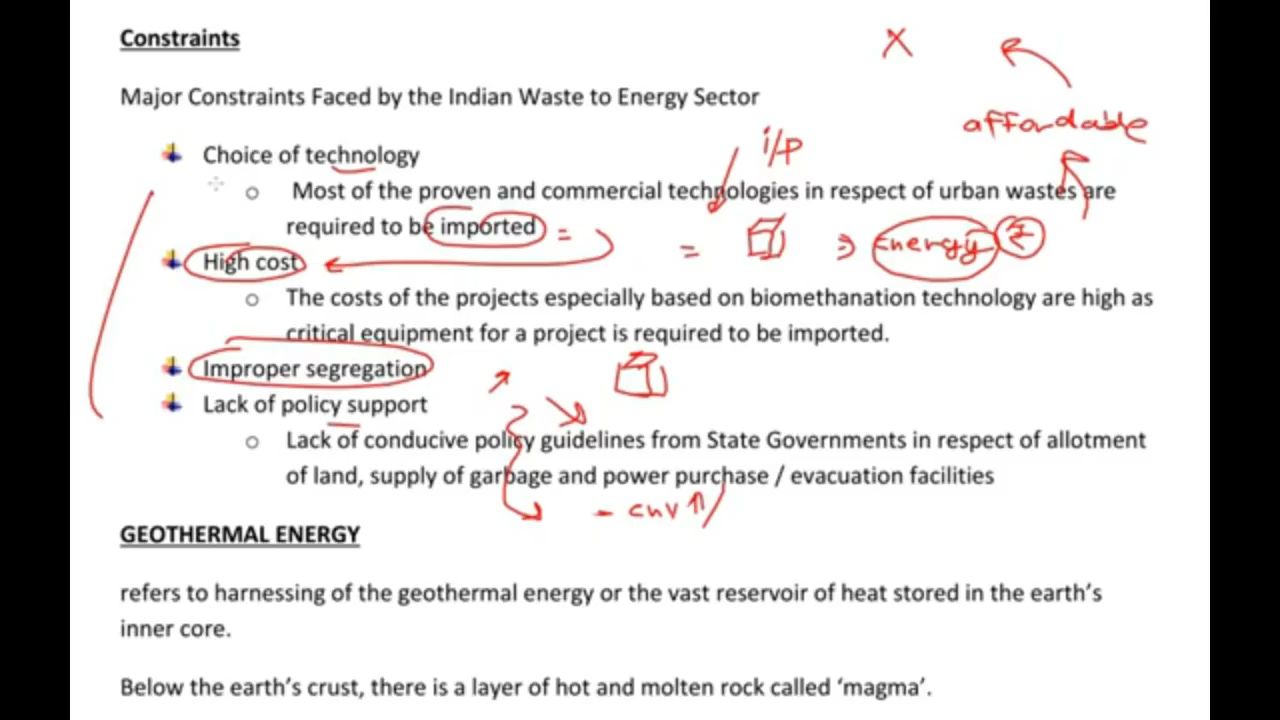 Constraints
X
Major Constraints Faced by the Indian Waste to Energy Sector
affordable
i/p
Choice of technology
Most of the proven and commercial technologies in respect of urban wastes are
required to be imported = = Energy ₹
High cost
The costs of the projects especially based on biomethanation technology are high as
critical equipment for a project is required to be imported.
Improper segregation
Lack of policy support
Lack of conducive policy guidelines from State Governments in respect of allotment
of land, supply of garbage and power purchase / evacuation facilities
- env ↑
GEOTHERMAL ENERGY
refers to harnessing of the geothermal energy or the vast reservoir of heat stored in the earth's
inner core.
Below the earth's crust, there is a layer of hot and molten rock called 'magma'.